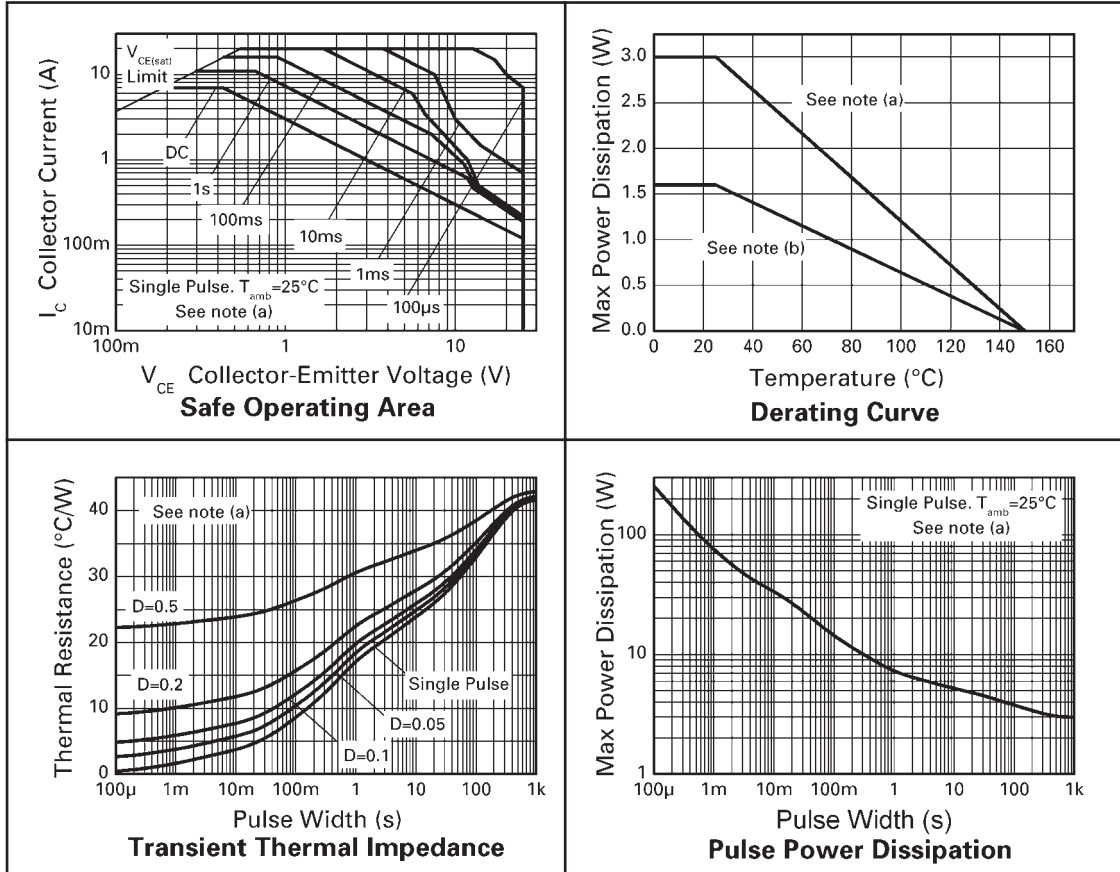 I_C Collector Current (A)
V_CE(sat)
Limit
10
1
100m
10m
DC
1s
100ms
10ms
1ms
100µs
Single Pulse. T_amb=25°C
See note (a)
100m 1 10
V_CE Collector-Emitter Voltage (V)
Safe Operating Area
Max Power Dissipation (W)
3.0
2.5
2.0
1.5
1.0
0.5
0.0
See note (a)
See note (b)
0 20 40 60 80 100 120 140 160
Temperature (°C)
Derating Curve
Thermal Resistance (°C/W)
40
30
20
10
0
See note (a)
D=0.5
D=0.2
Single Pulse
D=0.05
D=0.1
100µ 1m 10m 100m 1 10 100 1k
Pulse Width (s)
Transient Thermal Impedance
Max Power Dissipation (W)
100
10
1
Single Pulse. T_amb=25°C
See note (a)
100µ 1m 10m 100m 1 10 100 1k
Pulse Width (s)
Pulse Power Dissipation